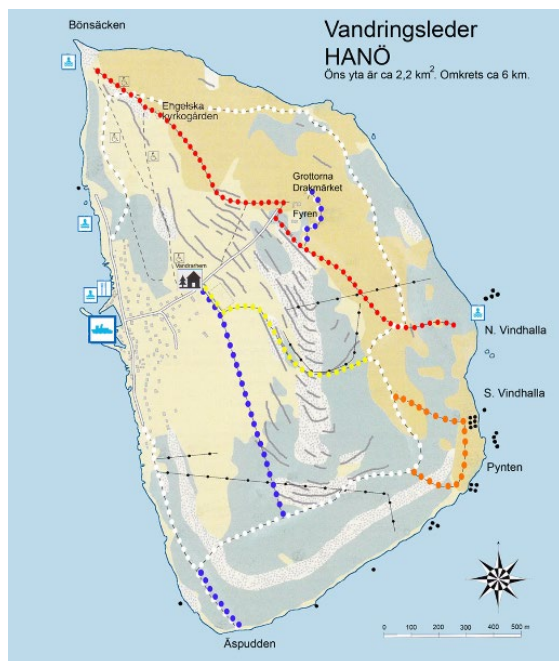 Vandringsleder
HANÖ
Öns yta är ca 2,2 km². Omkrets ca 6 km.
Bönsäcken
Engelska
kyrkogården
Grottorna
Drakmärket
Fyren
Vandrarhem
N. Vindhalla
S. Vindhalla
Pynten
Äspudden
0 100 200 300 400 500 m